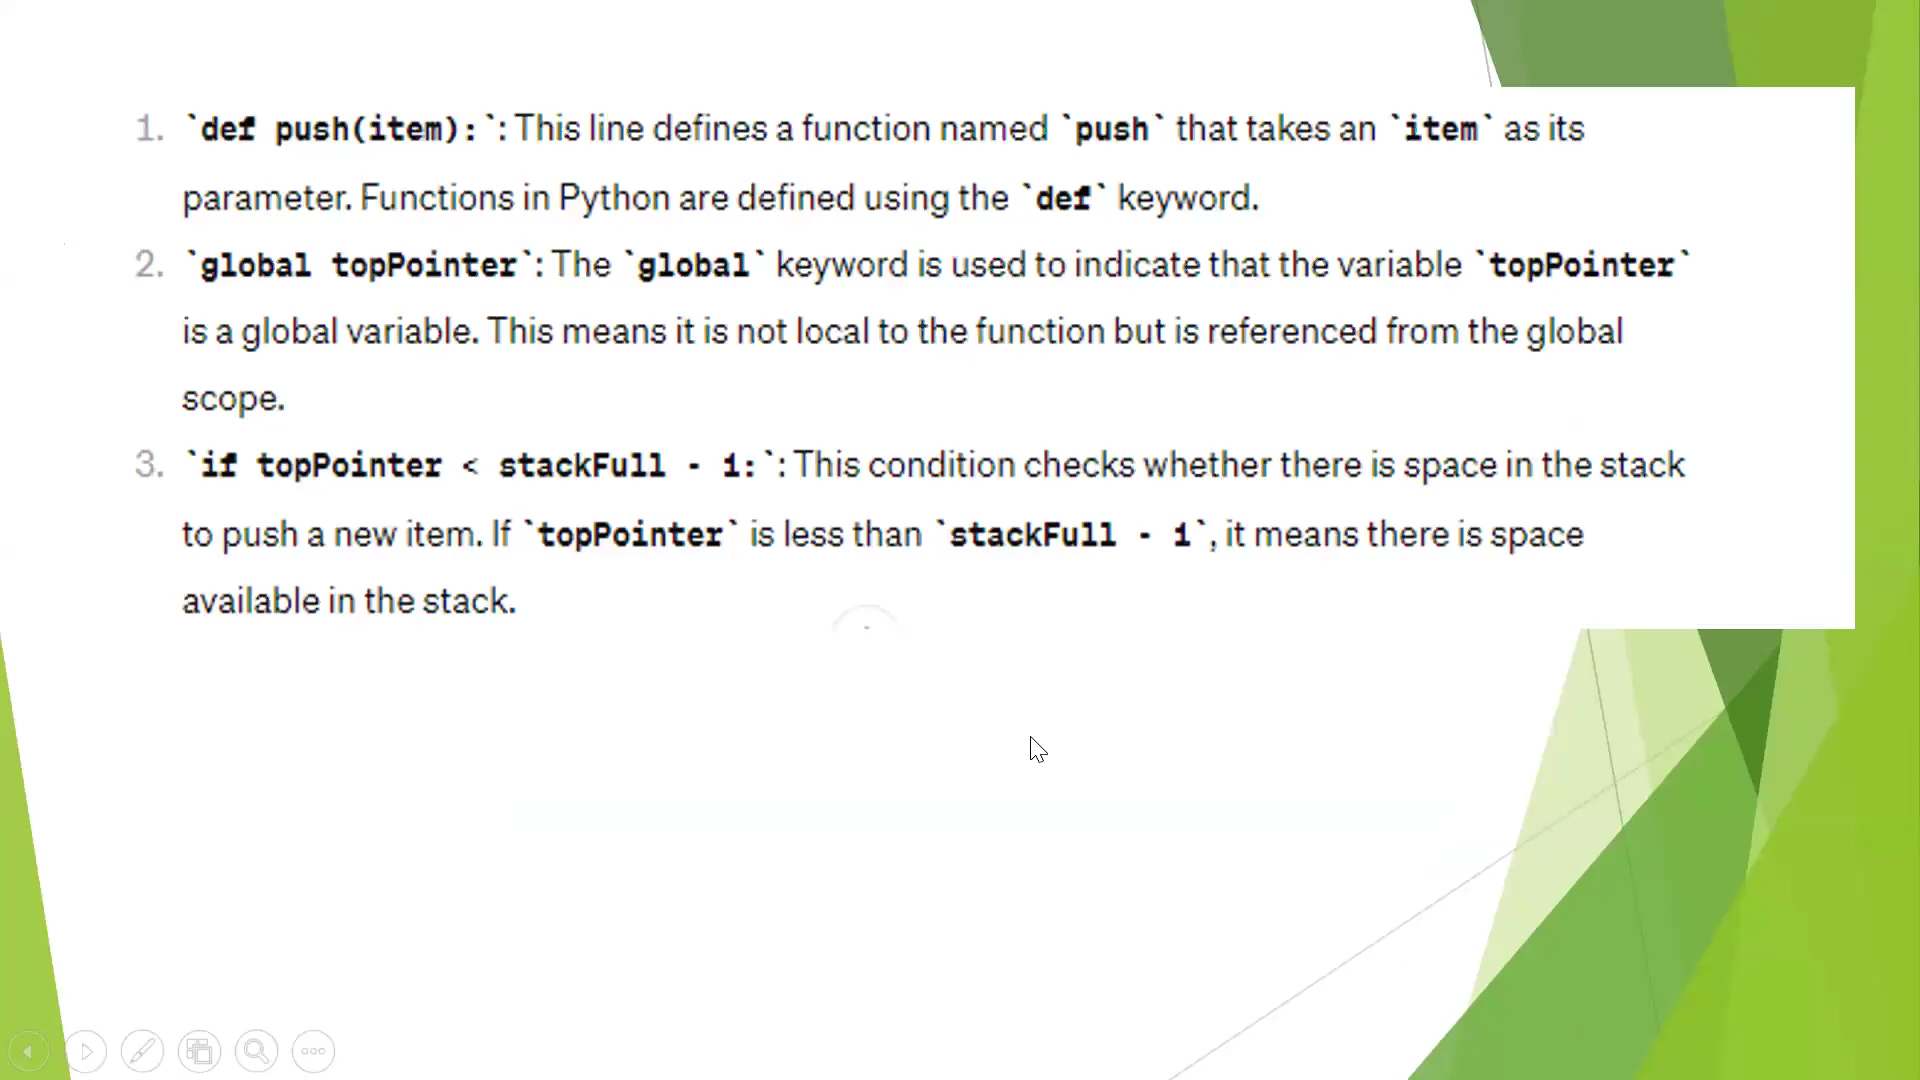 1. `def push(item):`: This line defines a function named `push` that takes an `item` as its
parameter. Functions in Python are defined using the `def` keyword.
2. `global topPointer`: The `global` keyword is used to indicate that the variable `topPointer`
is a global variable. This means it is not local to the function but is referenced from the global
scope.
3. `if topPointer < stackFull - 1:`: This condition checks whether there is space in the stack
to push a new item. If `topPointer` is less than `stackFull - 1`, it means there is space
available in the stack.